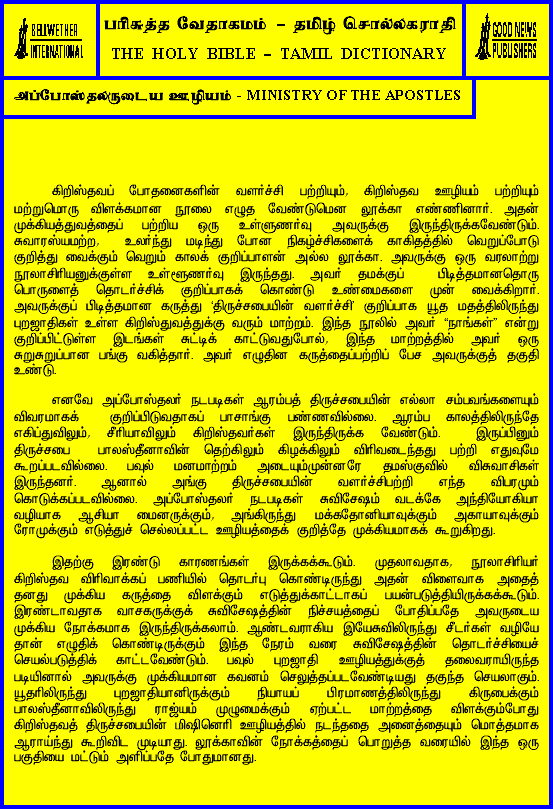 BELLWETHER
INTERNATIONAL
பரிசுத்த வேதாகமம் – தமிழ் சொல்லகராதி
THE HOLY BIBLE – TAMIL DICTIONARY
GOOD NEWS
PUBLISHERS
அப்போஸ்தலருடைய ஊழியம் - MINISTRY OF THE APOSTLES
கிறிஸ்தவப் போதனைகளின் வளர்ச்சி பற்றியும், கிறிஸ்தவ ஊழியம் பற்றியும்
மற்றுமொரு விளக்கமான நூலை எழுத வேண்டுமென லூக்கா எண்ணினார். அதன்
முக்கியத்துவத்தைப் பற்றிய ஒரு உள்ளுணர்வு அவருக்கு இருந்திருக்கவேண்டும்.
சுவாரஸ்யமற்ற, உலர்ந்து மடிந்து போன நிகழ்ச்சிகளைக் காகிதத்தில் வெறுப்போடு
குறித்து வைக்கும் வெறும் காலக் குறிப்பாளன் அல்ல லூக்கா. அவருக்கு ஒரு வரலாற்று
நூலாசிரியனுக்குள்ள உள்ளூணர்வு இருந்தது. அவர் தமக்குப் பிடித்தமானதொரு
பொருளைத் தொடர்ச்சிக் குறிப்பாகக் கொண்டு உண்மைகளை முன் வைக்கிறார்.
அவருக்குப் பிடித்தமான கருத்து 'திருச்சபையின் வளர்ச்சி' குறிப்பாக யூத மதத்திலிருந்து
புறஜாதிகள் உள்ள கிறிஸ்துவத்துக்கு வரும் மாற்றம். இந்த நூலில் அவர் "நாங்கள்" என்று
குறிப்பிட்டுள்ள இடங்கள் சுட்டிக் காட்டுவதுபோல், இந்த மாற்றத்தில் அவர் ஒரு
சுறுசுறுப்பான பங்கு வகித்தார். அவர் எழுதின கருத்தைப்பற்றிப் பேச அவருக்குத் தகுதி
உண்டு.
எனவே அப்போஸ்தலர் நடபடிகள் ஆரம்பத் திருச்சபையின் எல்லா சம்பவங்களையும்
விவரமாகக் குறிப்பிடுவதாகப் பாசாங்கு பண்ணவில்லை. ஆரம்ப காலத்திலிருந்தே
எகிப்துவிலும், சீரியாவிலும் கிறிஸ்தவர்கள் இருந்திருக்க வேண்டும். இருப்பினும்
திருச்சபை பாலஸ்தீனாவின் தெற்கிலும் கிழக்கிலும் விரிவடைந்தது பற்றி எதுவுமே
கூறப்படவில்லை. பவுல் மனமாற்றம் அடையும்முன்னரே தமஸ்குவில் விசுவாசிகள்
இருந்தனர். ஆனால் அங்கு திருச்சபையின் வளர்ச்சிபற்றி எந்த விபரமும்
கொடுக்கப்படவில்லை. அப்போஸ்தலர் நடபடிகள் சுவிசேஷம் வடக்கே அந்தியோகியா
வழியாக ஆசியா மைனருக்கும், அங்கிருந்து மக்கதோனியாவுக்கும் அகாயாவுக்கும்
ரோமுக்கும் எடுத்துச் செல்லப்பட்ட ஊழியத்தைக் குறித்தே முக்கியமாகக் கூறுகிறது.
இதற்கு இரண்டு காரணங்கள் இருக்கக்கூடும். முதலாவதாக, நூலாசிரியர்
கிறிஸ்தவ விரிவாக்கப் பணியில் தொடர்பு கொண்டிருந்து அதன் விளைவாக அதைத்
தனது முக்கிய கருத்தை விளக்கும் எடுத்துக்காட்டாகப் பயன்படுத்தியிருக்கக்கூடும்.
இரண்டாவதாக வாசகருக்குக் சுவிசேஷத்தின் நிச்சயத்தைப் போதிப்பதே அவருடைய
முக்கிய நோக்கமாக இருந்திருக்கலாம். ஆண்டவராகிய இயேசுவிலிருந்து சீடர்கள் வழியே
தான் எழுதிக் கொண்டிருக்கும் இந்த நேரம் வரை சுவிசேஷத்தின் தொடர்ச்சியைச்
செயல்படுத்திக் காட்டவேண்டும். பவுல் புறஜாதி ஊழியத்துக்குத் தலைவராயிருந்த
படியினால் அவருக்கு முக்கியமான கவனம் செலுத்தப்படவேண்டியது தகுந்த செயலாகும்.
யூதரிலிருந்து புறஜாதியானிருக்கும் நியாயப் பிரமாணத்திலிருந்து கிருபைக்கும்
பாலஸ்தீனாவிலிருந்து ராஜ்யம் முழுமைக்கும் ஏற்பட்ட மாற்றத்தை விளக்கும்போது
கிறிஸ்தவத் திருச்சபையின் மிஷினெரி ஊழியத்தில் நடந்ததை அனைத்தையும் மொத்தமாக
ஆராய்ந்து கூறிவிட முடியாது. லூக்காவின் நோக்கத்தைப் பொறுத்த வரையில் இந்த ஒரு
பகுதியை மட்டும் அளிப்பதே போதுமானது.